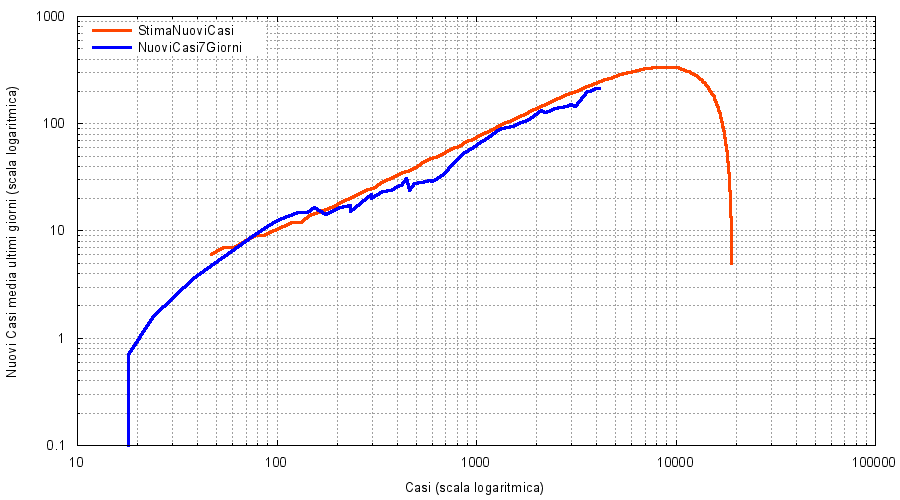 1000
100
10
1
0.1
StimaNuoviCasi
NuoviCasi7Giorni
Nuovi Casi media ultimi giorni (scala logaritmica)
10
100
1000
10000
100000
Casi (scala logaritmica)